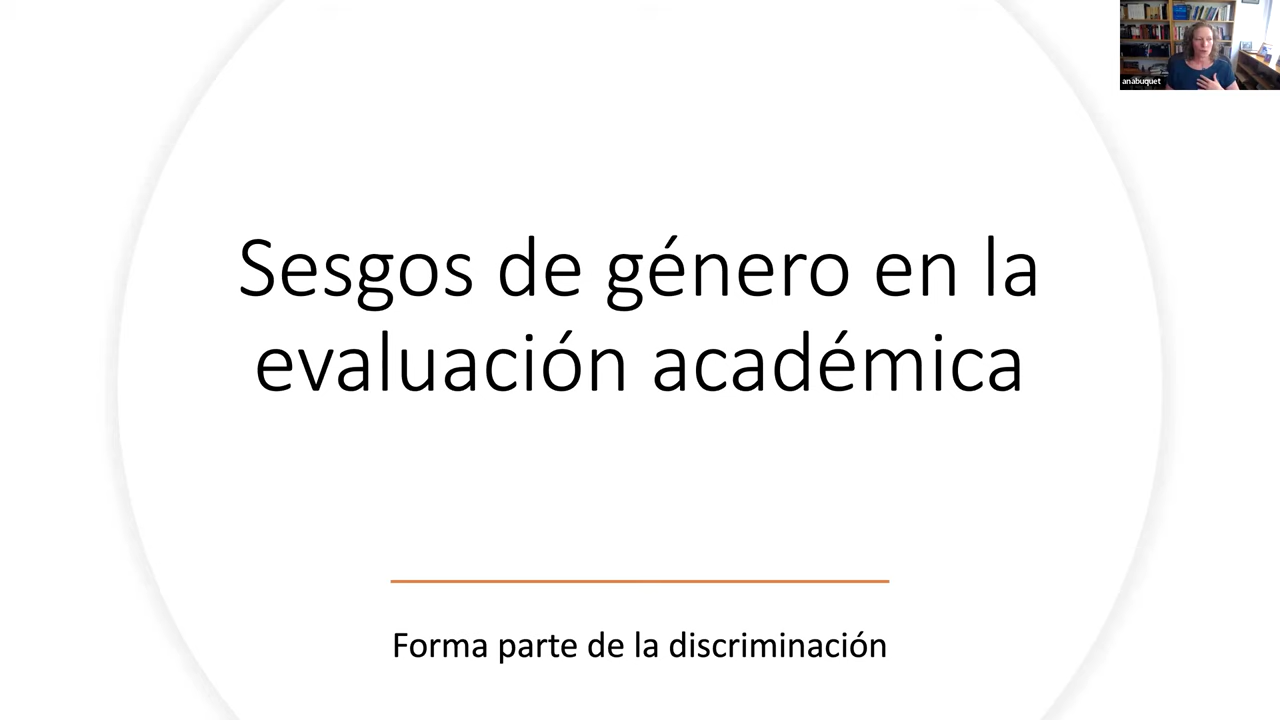 anabuquet
Sesgos de género en la
evaluación académica
Forma parte de la discriminación